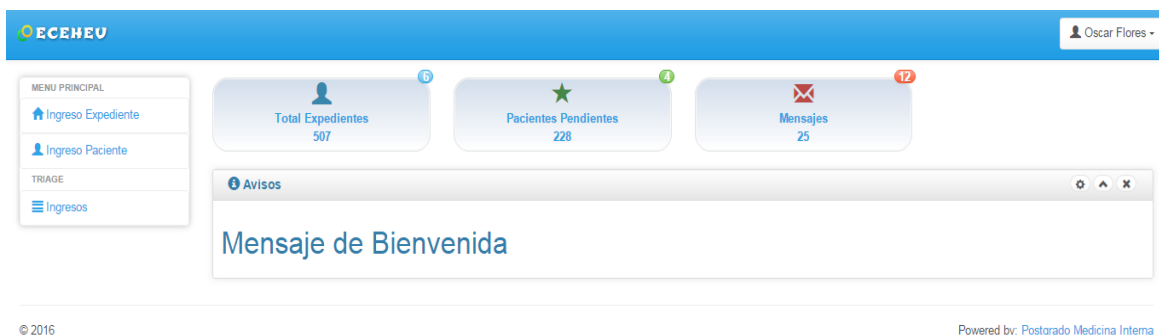 ECEHEU
Oscar Flores
MENU PRINCIPAL
Ingreso Expediente
Ingreso Paciente
TRIAGE
Ingresos
6
Total Expedientes
507
4
Pacientes Pendientes
228
12
Mensajes
25
Avisos
Mensaje de Bienvenida
© 2016
Powered by: Postgrado Medicina Interna